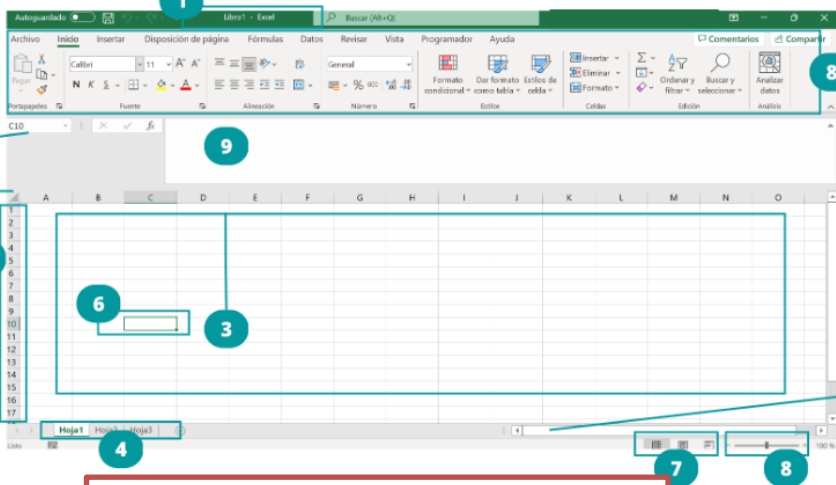 1
Autoguardado Libro1 - Excel Buscar (Alt+Q)
Archivo Inicio Insertar Disposición de página Fórmulas Datos Revisar Vista Programador Ayuda Comentarios Compartir
Calibri 11 General Insertar
Pegar Formato Dar formato Estilos de Eliminar Ordenar y Buscar y Analizar
N K S % 000 condicional como tabla celda Formato filtrar seleccionar datos
Portapapeles Fuente Alineación Número Estilos Celdas Edición Análisis
8
C10 fx
9
A B C D E F G H I J K L M N O
1
2
3
4
5
6
7
8
9
10
11
12
13
14
15
16
17
6
3
Hoja1 Hoja2 Hoja3
4
Listo 100 %
7
8